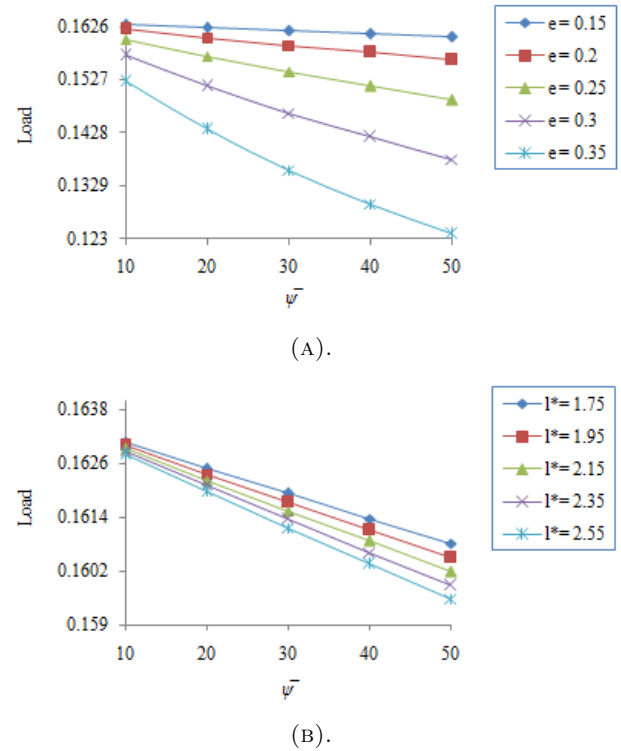 0.1626
0.1527
0.1428
0.1329
0.123
Load
10 20 30 40 50
ψ¯
e = 0.15
e = 0.2
e = 0.25
e = 0.3
e = 0.35
(A).
0.1638
0.1626
0.1614
0.1602
0.159
Load
10 20 30 40 50
ψ¯
l*= 1.75
l*= 1.95
l*= 2.15
l*= 2.35
l*= 2.55
(B).